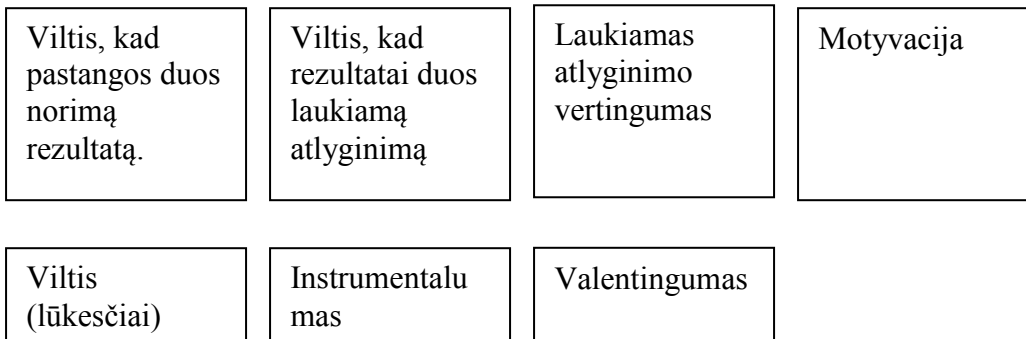 Viltis, kad
pastangos duos
norimą
rezultatą.
Viltis, kad
rezultatai duos
laukiamą
atlyginimą
Laukiamas
atlyginimo
vertingumas
Motyvacija
Viltis
(lūkesčiai)
Instrumentalu
mas
Valentingumas